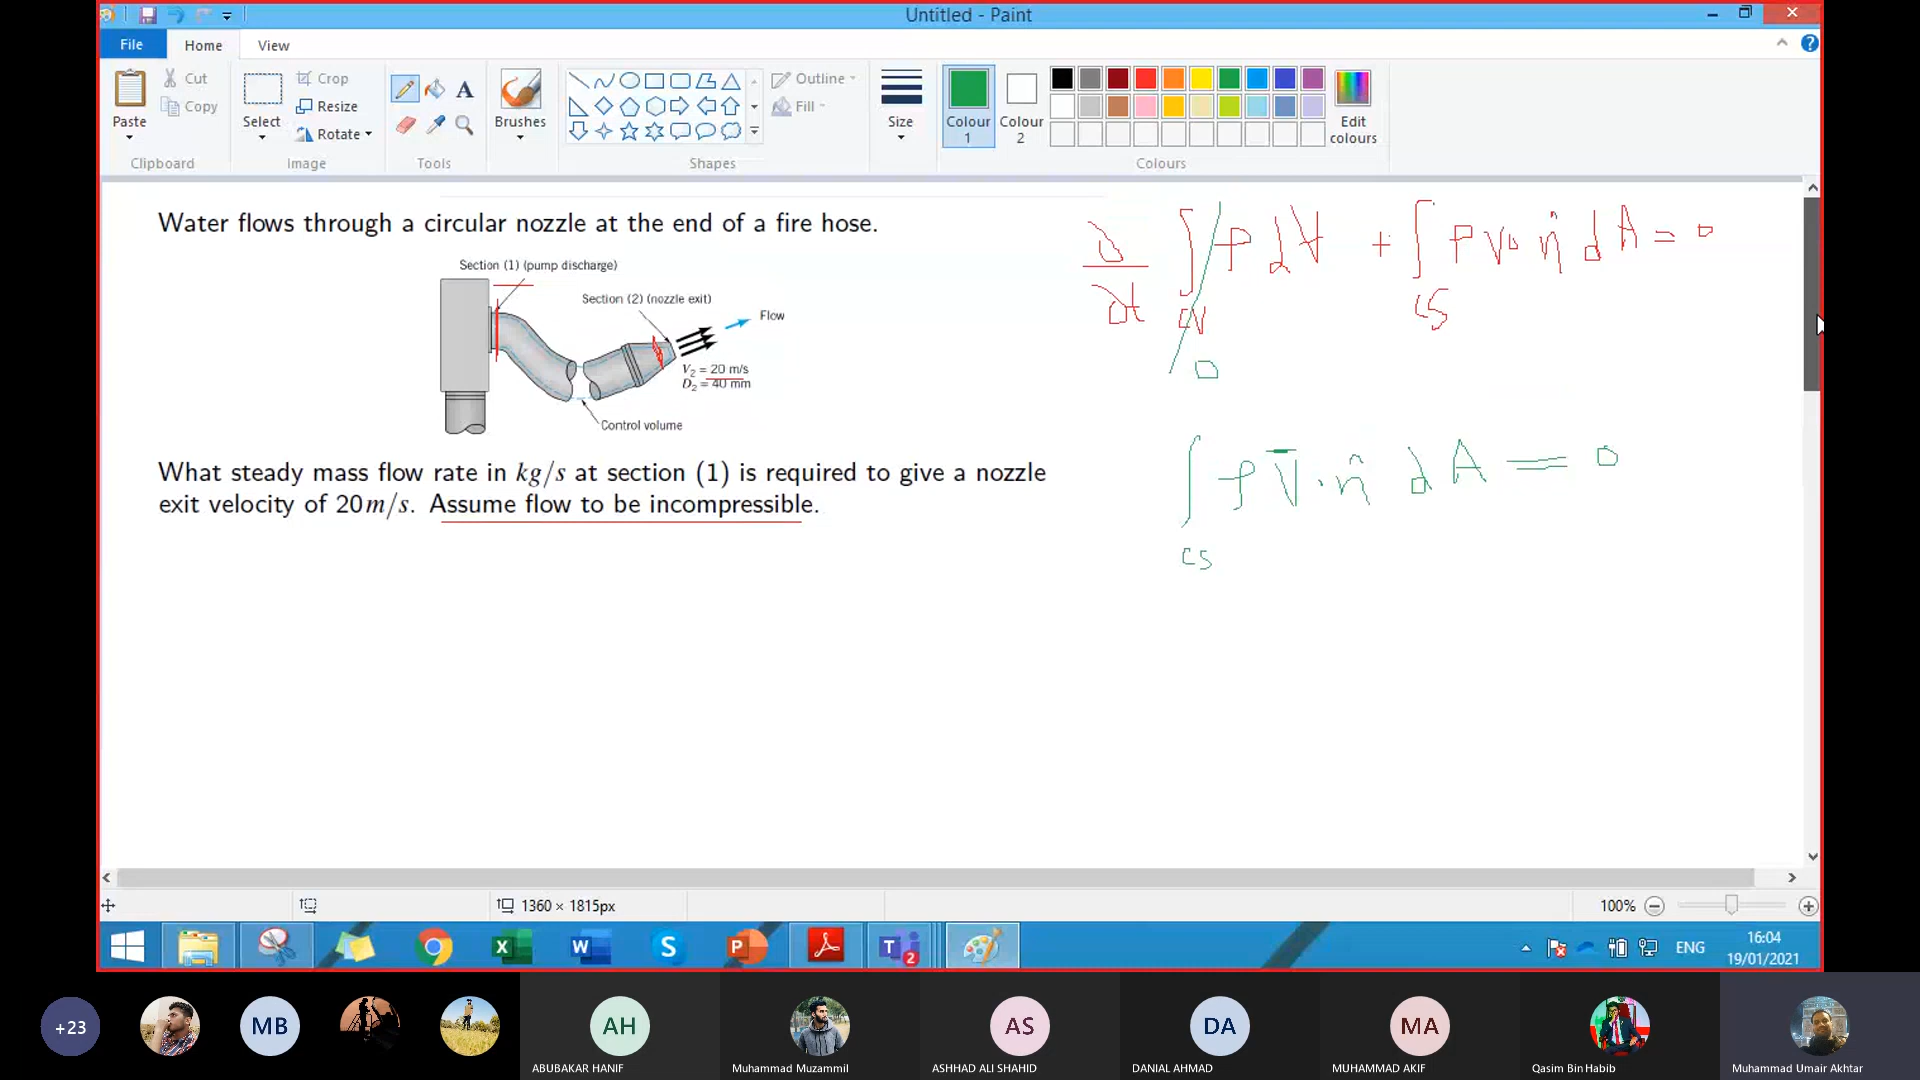 Untitled - Paint
File Home View
Paste
Cut
Copy
Clipboard
Select
Crop
Resize
Rotate
Image
A
Tools
Brushes
Shapes
Outline
Fill
Size
Colour 1
Colour 2
Edit colours
Colours
Water flows through a circular nozzle at the end of a fire hose.
Section (1) (pump discharge)
Section (2) (nozzle exit)
Flow
V₂ = 20 m/s
D₂ = 40 mm
Control volume
What steady mass flow rate in kg/s at section (1) is required to give a nozzle
exit velocity of 20m/s. Assume flow to be incompressible.
∂/∂t ∫ ρ dV + ∫ ρ V · n̂ dA = 0
CV CS
0
∫ ρ V̄ · n̂ dA = 0
CS
1360 × 1815px
100%
ENG
16:04
19/01/2021
+23
MB
AH
AS
DA
MA
ABUBAKAR HANIF
Muhammad Muzammil
ASHHAD ALI SHAHID
DANIAL AHMAD
MUHAMMAD AKIF
Qasim Bin Habib
Muhammad Umair Akhtar